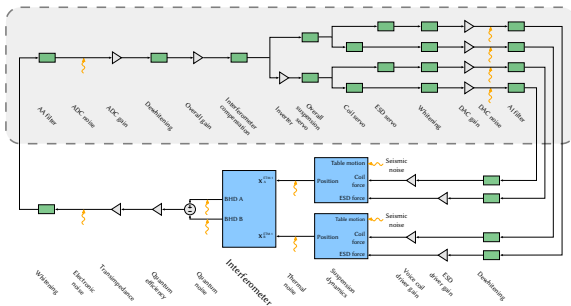 AA filter
ADC noise
ADC gain
Dewhitening
Overall gain
Interferometer
compensation
Inverter
Overall
suspension
servo
Coil servo
ESD servo
Whitening
DAC gain
DAC noise
AI filter
Table motion
Seismic
noise
Position
Coil
force
ESD force
BHD A
BHD B
Table motion
Seismic
noise
Position
Coil
force
ESD force
Whitning
Electronic
noise
Transimpedance
Quantum
efficiency
Quantum noise
Interferometer
Thermal
noise
Suspension
dynamics
Voice coil
driver gain
ESD
driver gain
Dewhitening